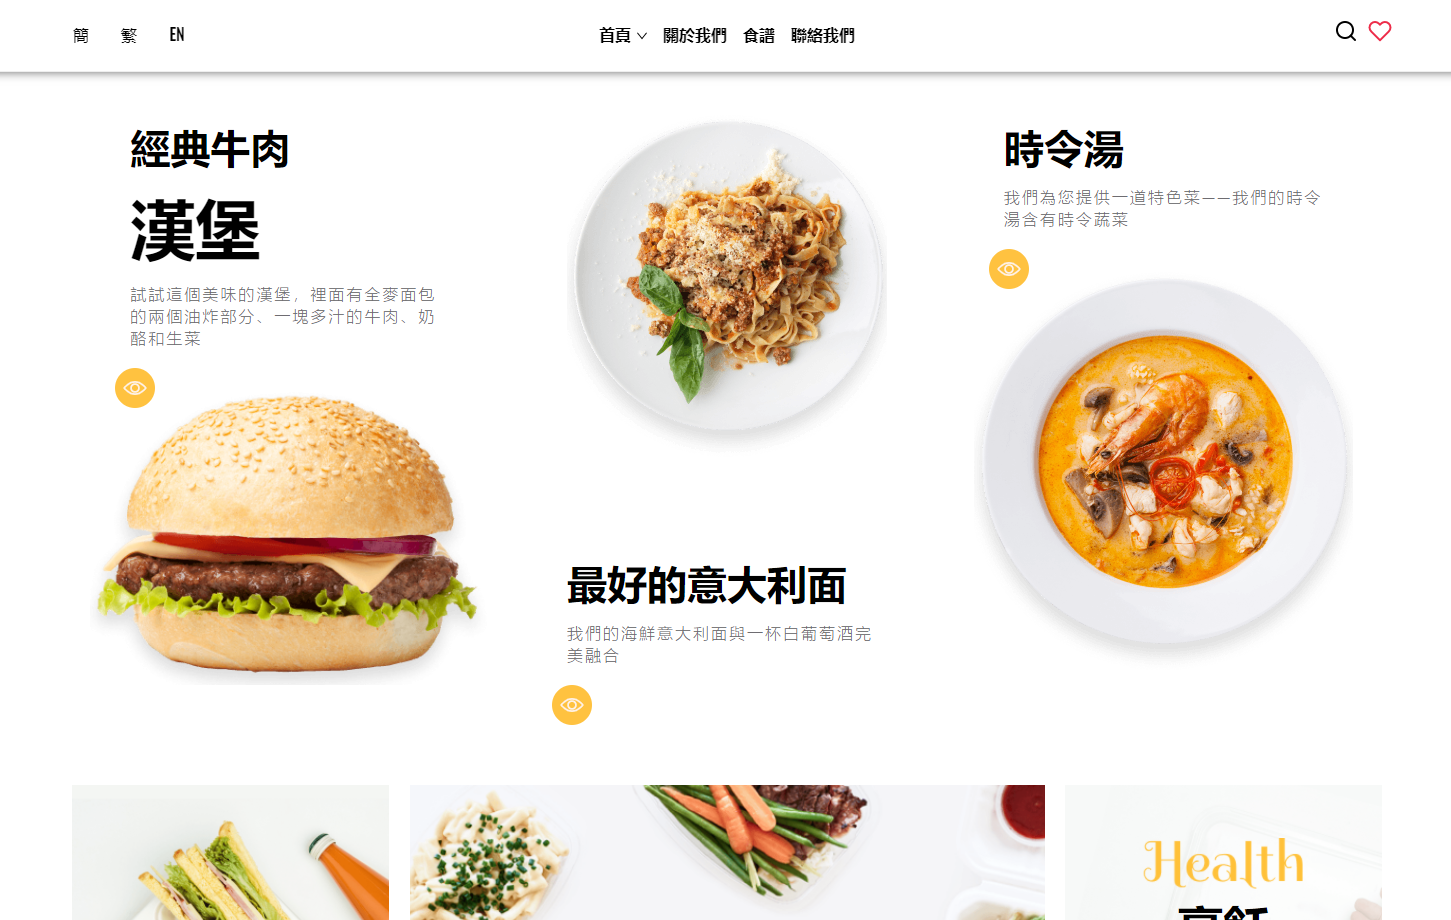 簡 繁 EN
首頁 關於我們 食譜 聯絡我們
經典牛肉
漢堡
試試這個美味的漢堡，裡面有全麥面包
的兩個油炸部分、一塊多汁的牛肉、奶
酪和生菜
最好的意大利面
我們的海鮮意大利面與一杯白葡萄酒完
美融合
時令湯
我們為您提供一道特色菜——我們的時令
湯含有時令蔬菜
Health
烹飪